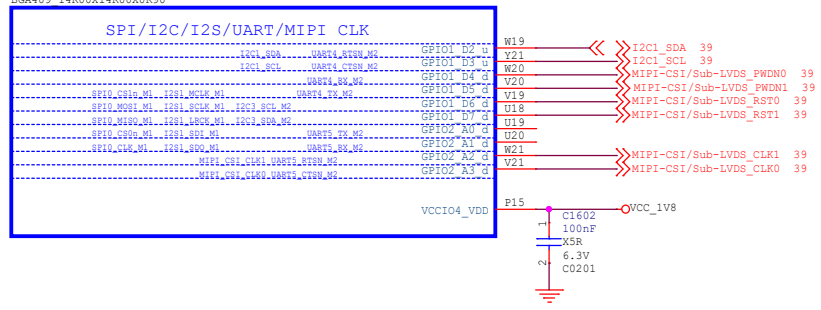 SPI/I2C/I2S/UART/MIPI CLK
I2C1_SDA UART4_RTSN_M2 GPIO1_D2_u W19 I2C1_SDA 39
I2C1_SCL UART4_CTSN_M2 GPIO1_D3_u Y21 I2C1_SCL 39
UART4_RX_M2 GPIO1_D4_d W20 MIPI-CSI/Sub-LVDS_PWDN0 39
SPI0_CS1n_M1 I2S1_MCLK_M1 UART4_TX_M2 GPIO1_D5_d V20 MIPI-CSI/Sub-LVDS_PWDN1 39
SPI0_MOSI_M1 I2S1_SCLK_M1 I2C3_SCL_M2 GPIO1_D6_d V19 MIPI-CSI/Sub-LVDS_RST0 39
SPI0_MISO_M1 I2S1_LRCK_M1 I2C3_SDA_M2 GPIO1_D7_d U18 MIPI-CSI/Sub-LVDS_RST1 39
SPI0_CS0n_M1 I2S1_SDI_M1 UART5_TX_M2 GPIO2_A0_d U19
SPI0_CLK_M1 I2S1_SDO_M1 UART5_RX_M2 GPIO2_A1_d U20
MIPI_CSI_CLK1 UART5_RTSN_M2 GPIO2_A2_d W21 MIPI-CSI/Sub-LVDS_CLK1 39
MIPI_CSI_CLK0 UART5_CTSN_M2 GPIO2_A3_d V21 MIPI-CSI/Sub-LVDS_CLK0 39
VCCIO4_VDD P15 VCC_1V8
C1602
1
100nF
X5R
6.3V
2
C0201